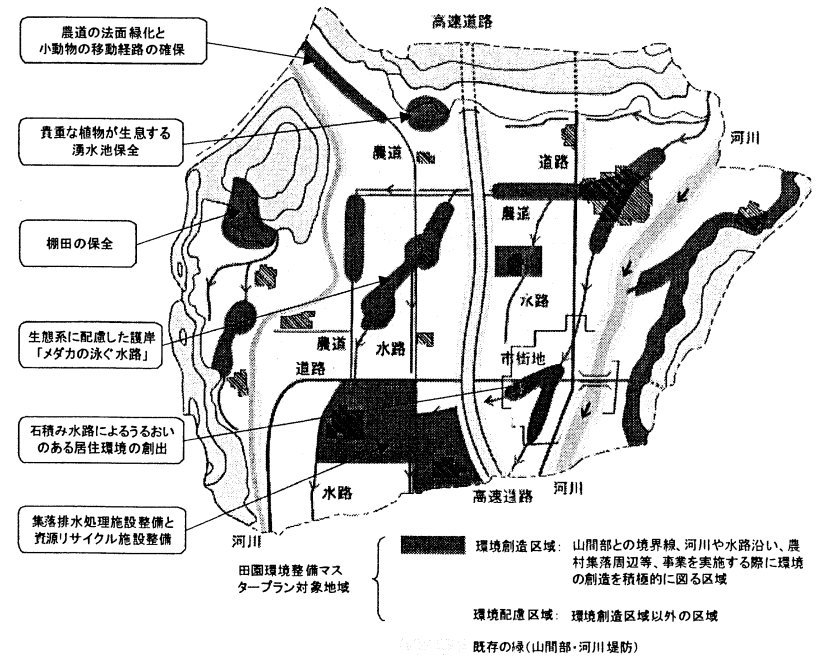 農道の法面緑化と
小動物の移動経路の確保
貴重な植物が生息する
湧水池保全
棚田の保全
生態系に配慮した護岸
「メダカの泳ぐ水路」
石積み水路によるうるおい
のある居住環境の創出
集落排水処理施設整備と
資源リサイクル施設整備
高速道路
農道
道路
河川
農道
水路
農道
水路
道路
市街地
水路
高速道路
河川
河川
田園環境整備マス
タープラン対象地域
環境創造区域: 山間部との境界線、河川や水路沿い、農
村集落周辺等、事業を実施する際に環境
の創造を積極的に図る区域
環境配慮区域: 環境創造区域以外の区域
既存の緑(山間部・河川堤防)